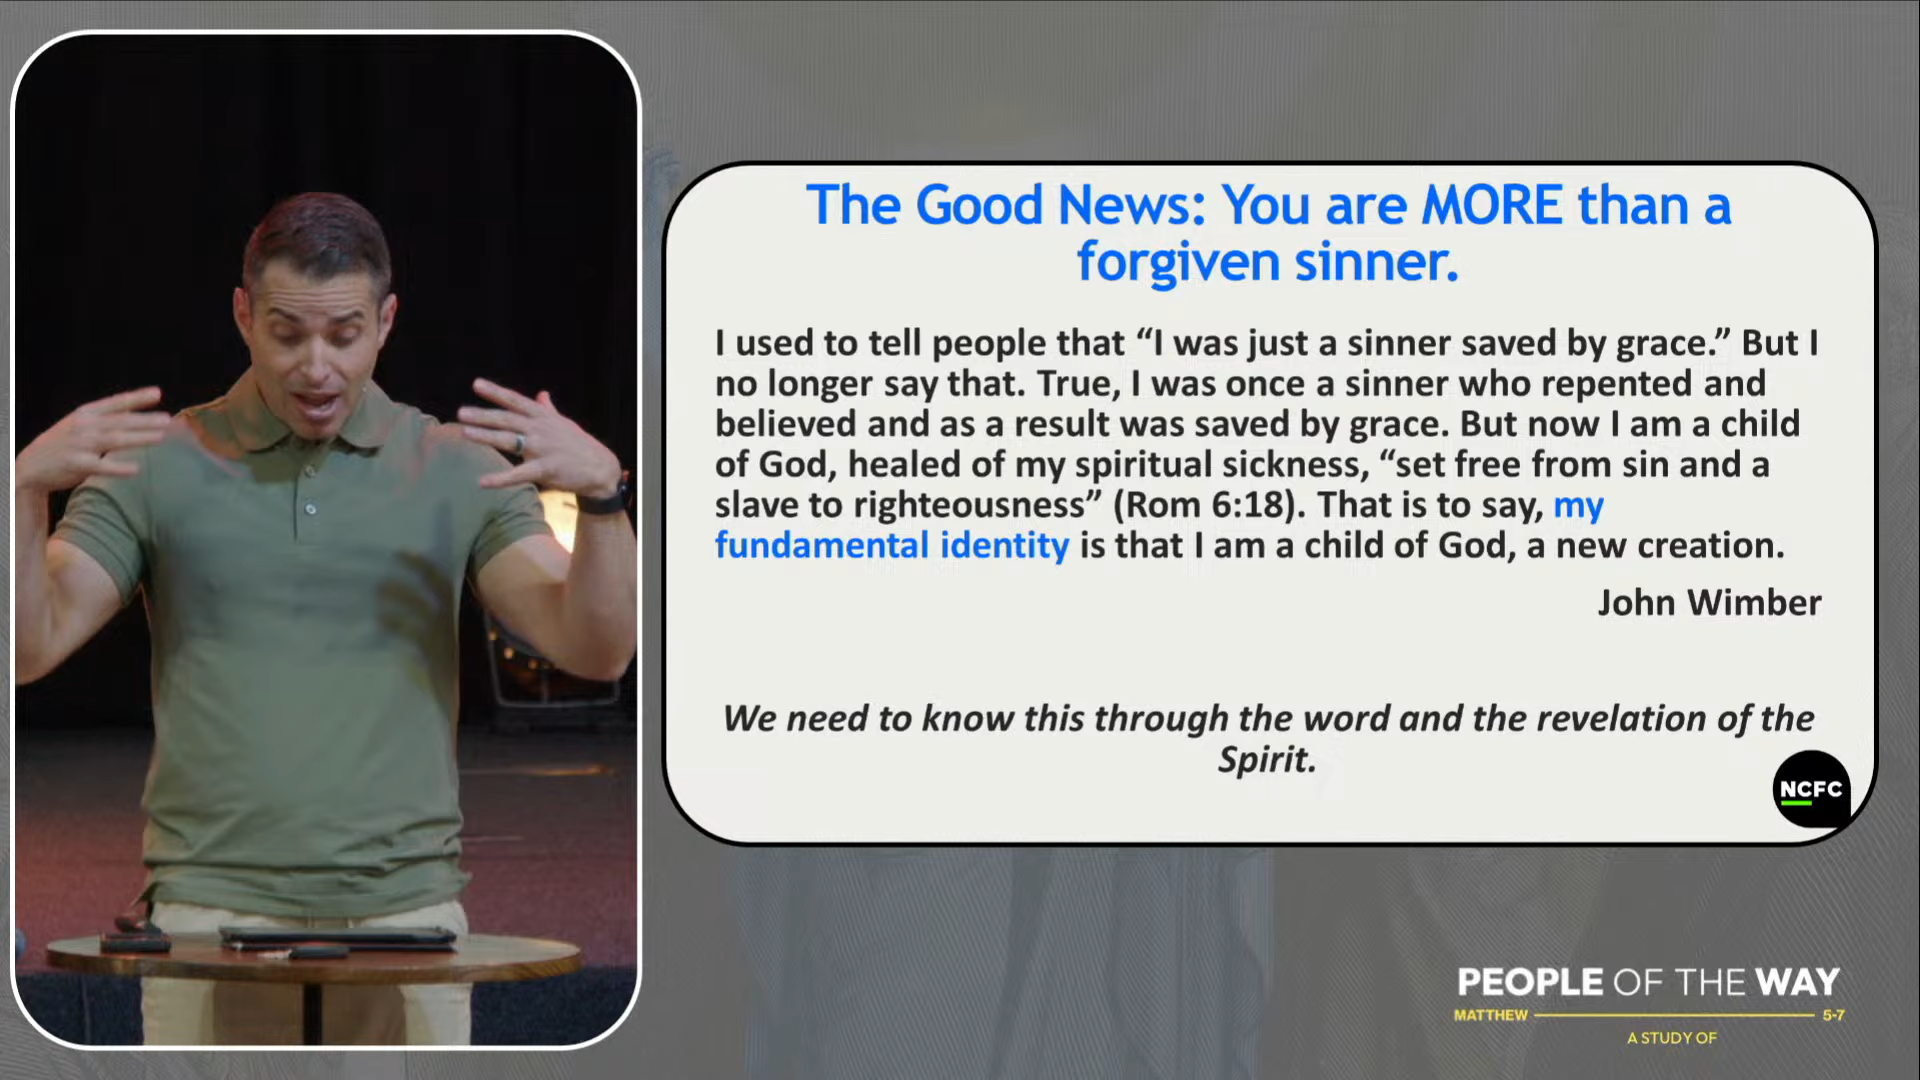 The Good News: You are MORE than a
forgiven sinner.
I used to tell people that “I was just a sinner saved by grace.” But I
no longer say that. True, I was once a sinner who repented and
believed and as a result was saved by grace. But now I am a child
of God, healed of my spiritual sickness, “set free from sin and a
slave to righteousness” (Rom 6:18). That is to say, my
fundamental identity is that I am a child of God, a new creation.
John Wimber
We need to know this through the word and the revelation of the
Spirit.
NCFC
PEOPLE OF THE WAY
MATTHEW 5-7
A STUDY OF